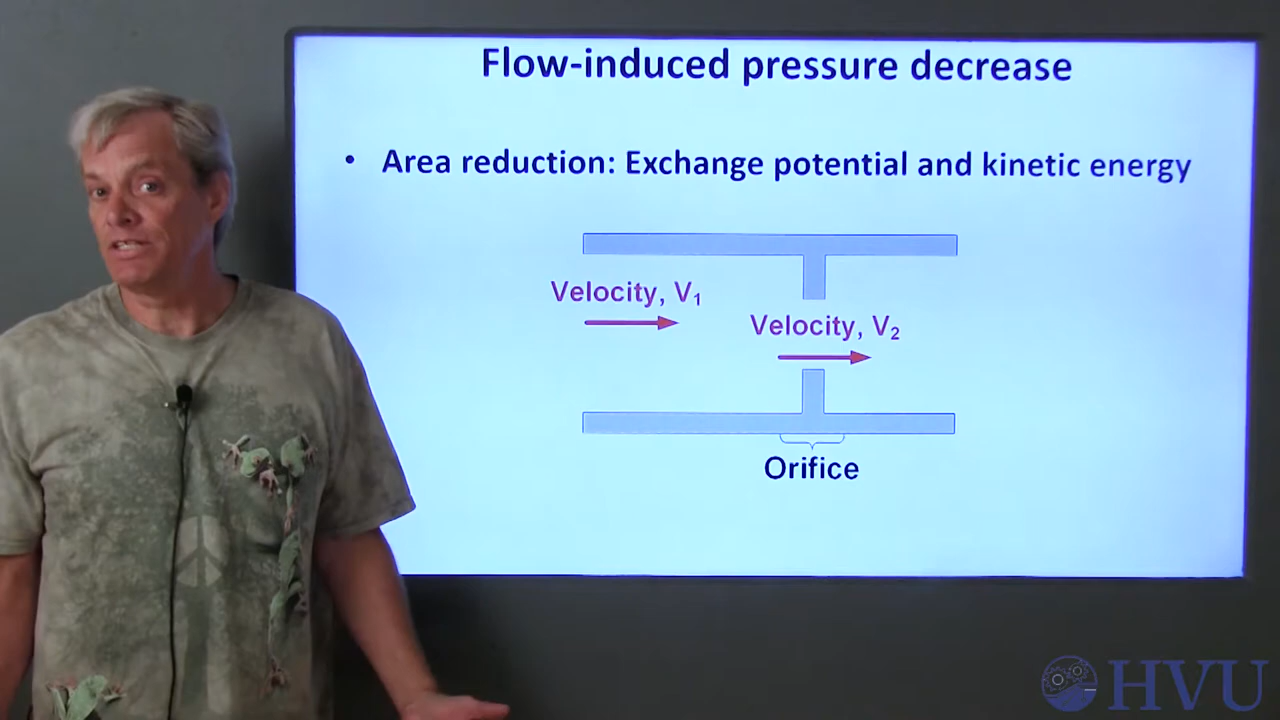 Flow-induced pressure decrease
• Area reduction: Exchange potential and kinetic energy
Velocity, V₁
Velocity, V₂
Orifice
HVU